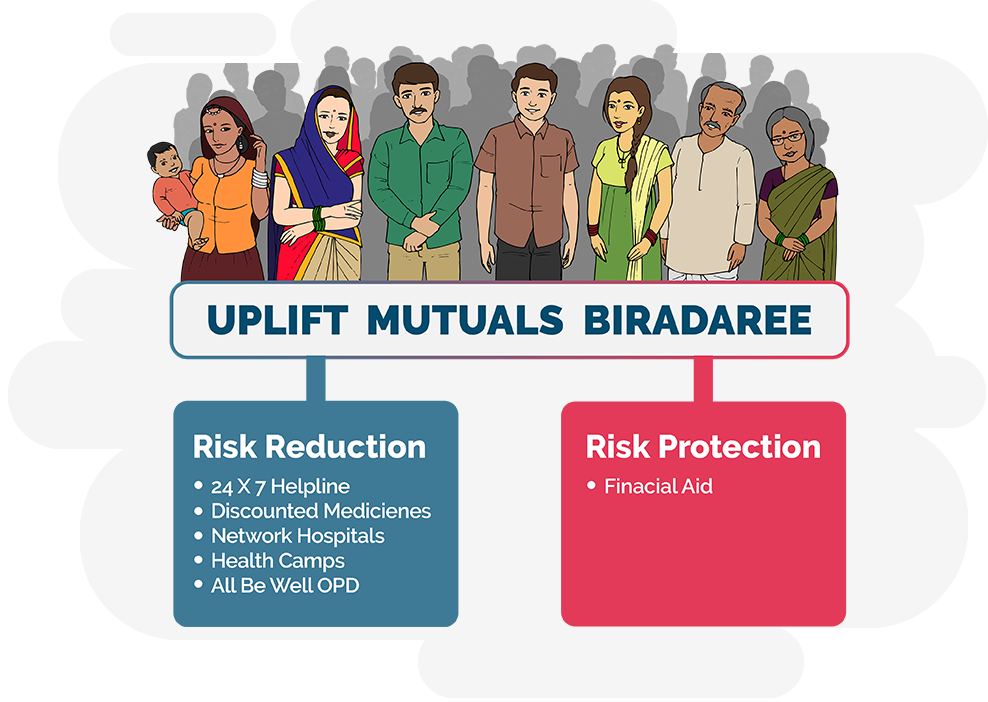 UPLIFT MUTUALS BIRADAREE
Risk Reduction
• 24 X 7 Helpline
• Discounted Medicienes
• Network Hospitals
• Health Camps
• All Be Well OPD
Risk Protection
• Finacial Aid